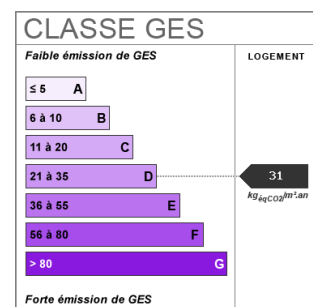 CLASSE GES
Faible émission de GES
LOGEMENT
≤ 5 A
6 à 10 B
11 à 20 C
21 à 35 D
31
kgéqCO2/m².an
36 à 55 E
56 à 80 F
> 80 G
Forte émission de GES